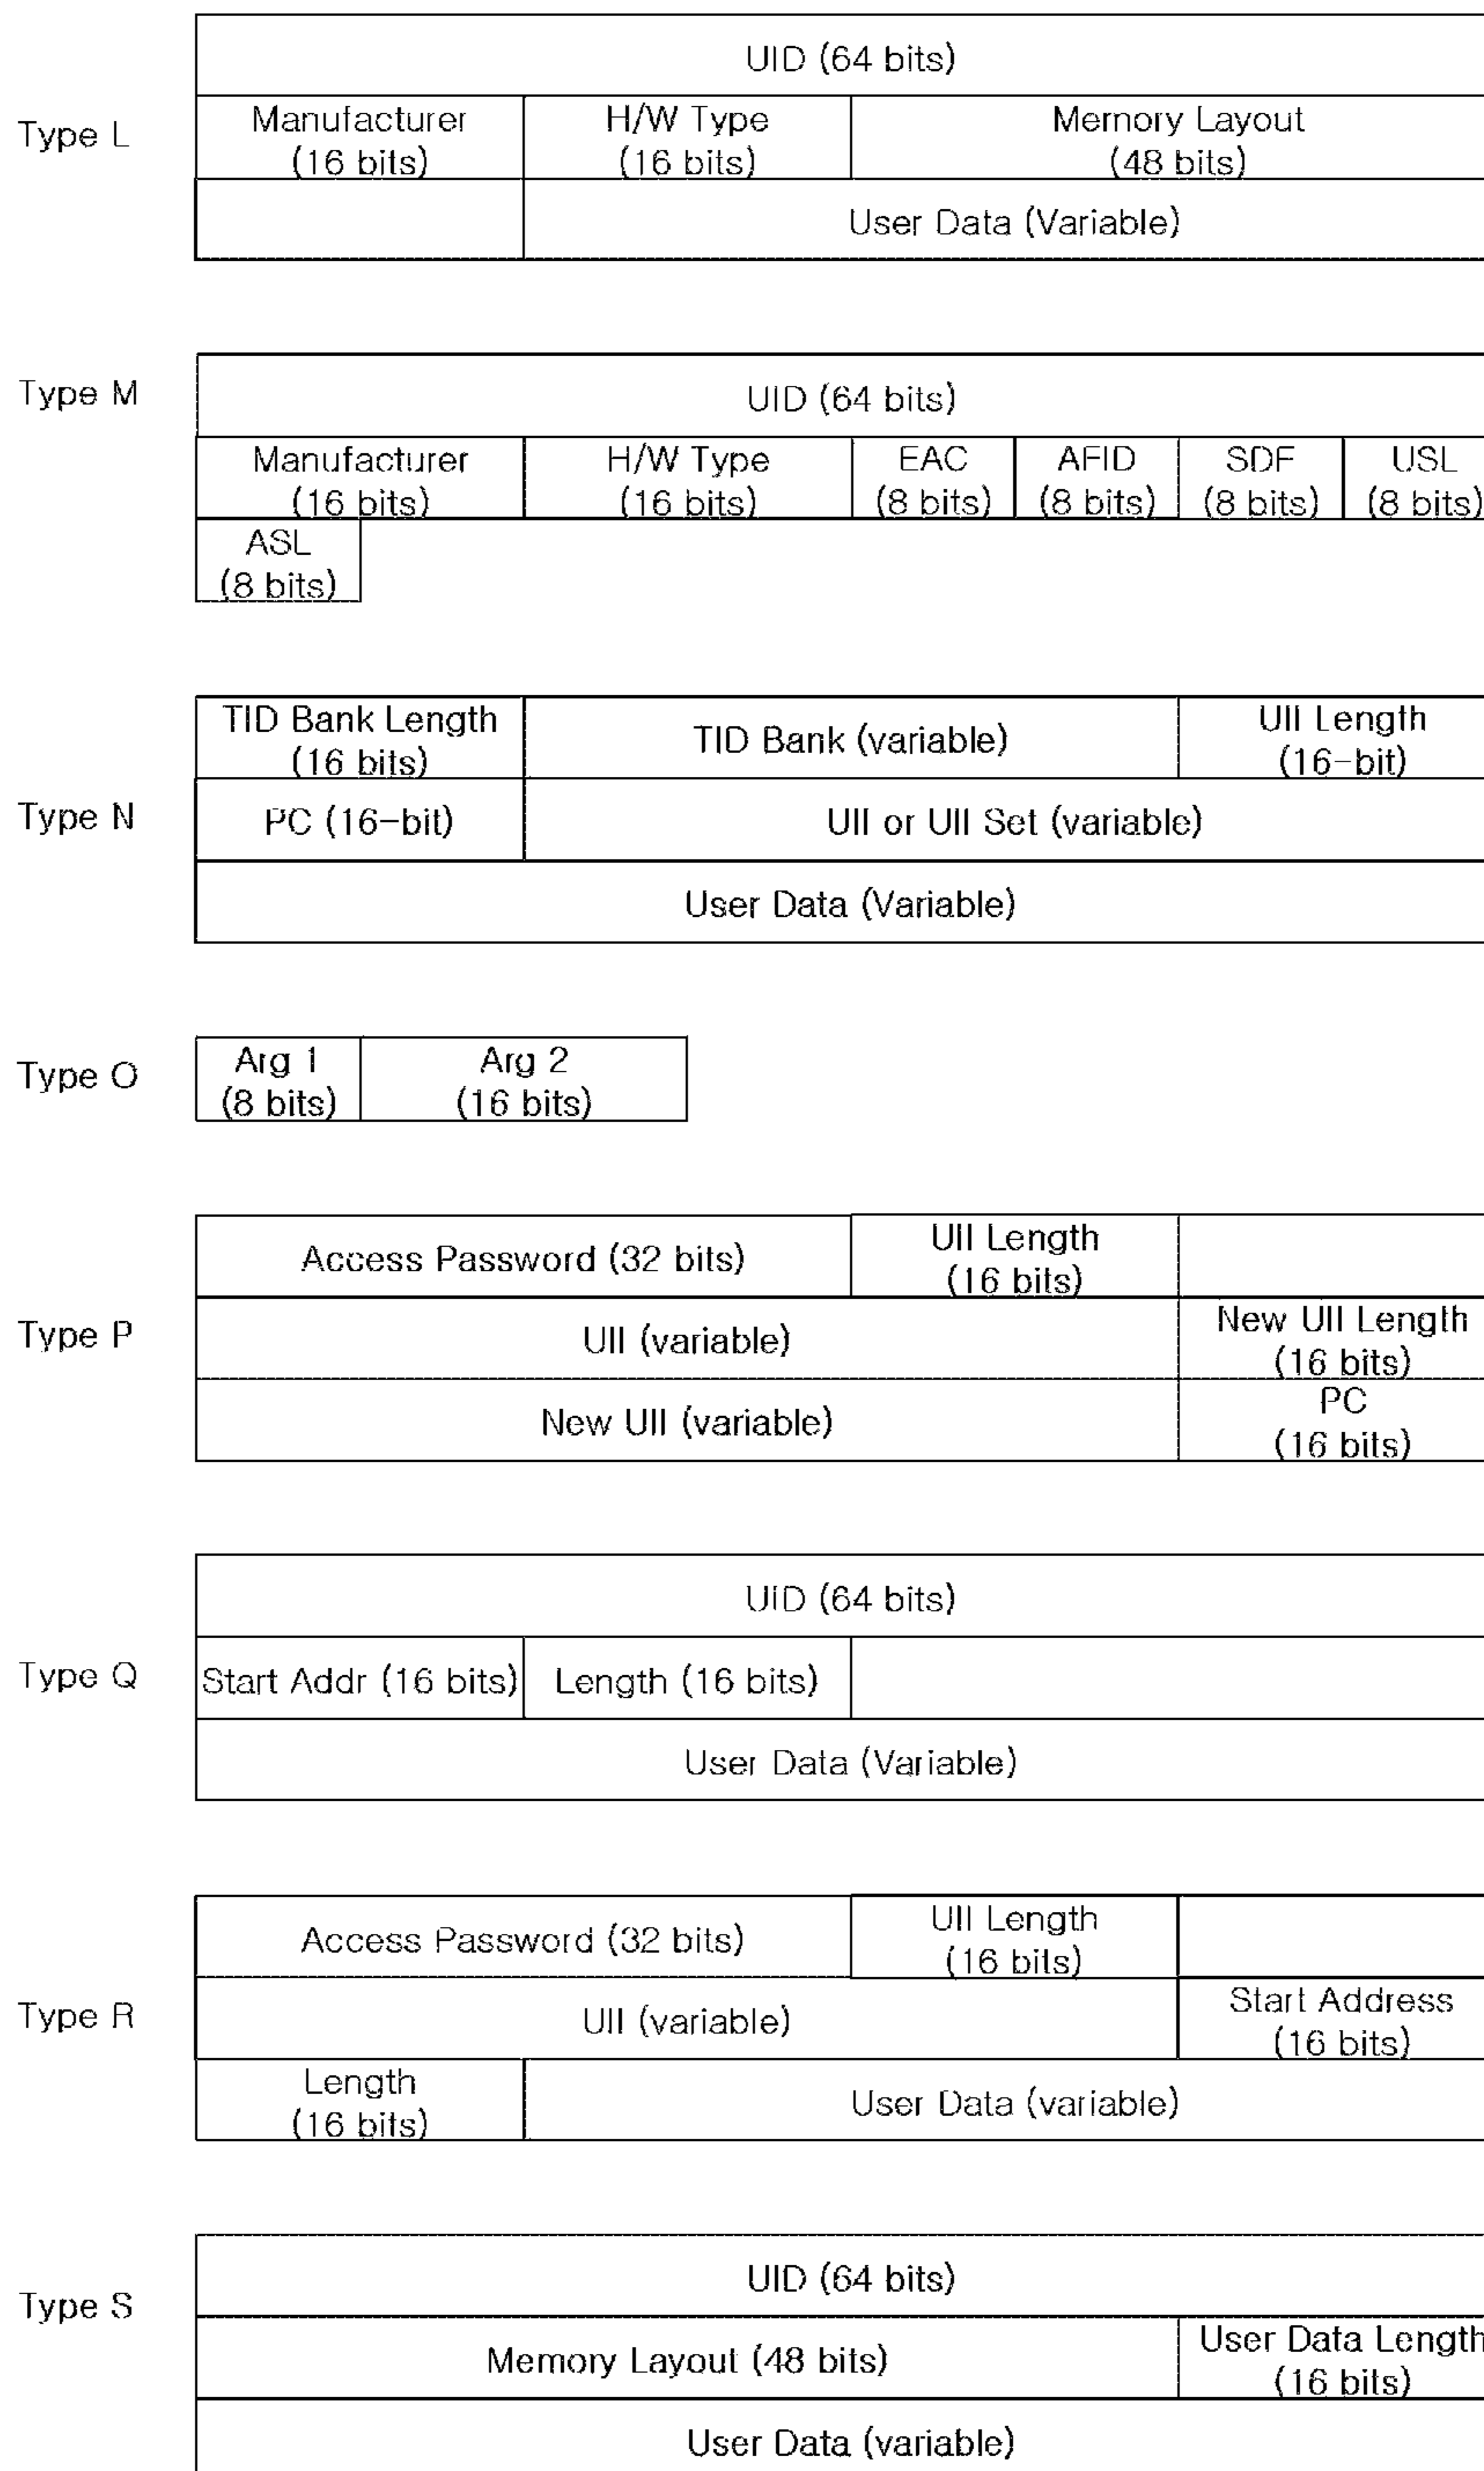 UID (64 bits)
Type L
Manufacturer
(16 bits)
H/W Type
(16 bits)
Memory Layout
(48 bits)
User Data (Variable)
Type M
UID (64 bits)
Manufacturer
(16 bits)
H/W Type
(16 bits)
EAC
(8 bits)
AFID
(8 bits)
SDF
(8 bits)
USL
(8 bits)
ASL
(8 bits)
Type N
TID Bank Length
(16 bits)
TID Bank (variable)
UII Length
(16-bit)
PC (16-bit)
UII or UII Set (variable)
User Data (Variable)
Type O
Arg 1
(8 bits)
Arg 2
(16 bits)
Type P
Access Password (32 bits)
UII Length
(16 bits)
UII (variable)
New UII Length
(16 bits)
New UII (variable)
PC
(16 bits)
Type Q
UID (64 bits)
Start Addr (16 bits)
Length (16 bits)
User Data (Variable)
Type R
Access Password (32 bits)
UII Length
(16 bits)
UII (variable)
Start Address
(16 bits)
Length
(16 bits)
User Data (variable)
Type S
UID (64 bits)
Memory Layout (48 bits)
User Data Length
(16 bits)
User Data (variable)